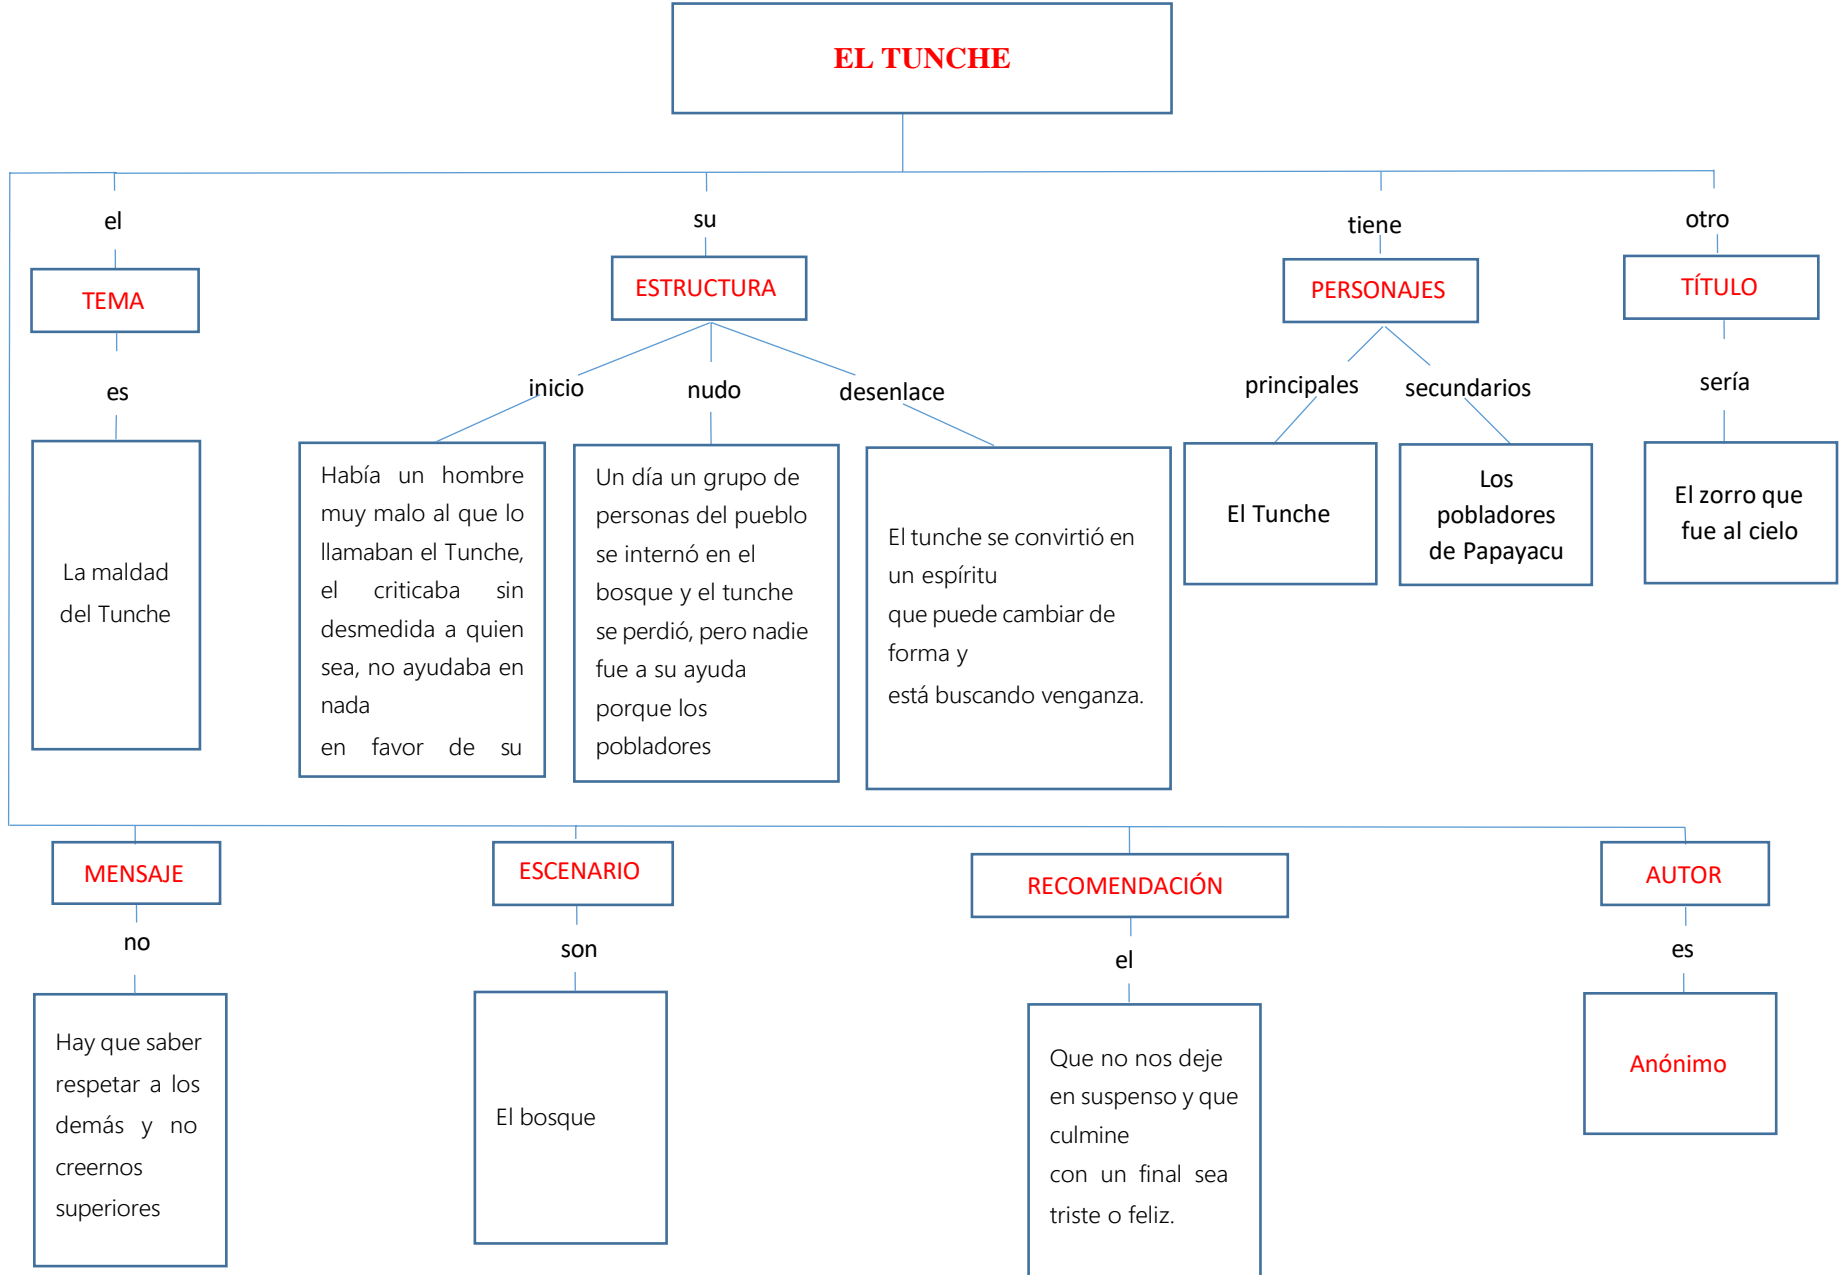 EL TUNCHE
el
su
tiene
otro
TEMA
ESTRUCTURA
PERSONAJES
TÍTULO
es
inicio
nudo
desenlace
principales
secundarios
sería
La maldad
del Tunche
Había un hombre
muy malo al que lo
llamaban el Tunche,
el criticaba sin
desmedida a quien
sea, no ayudaba en
nada
en favor de su
Un día un grupo de
personas del pueblo
se internó en el
bosque y el tunche
se perdió, pero nadie
fue a su ayuda
porque los
pobladores
El tunche se convirtió en
un espíritu
que puede cambiar de
forma y
está buscando venganza.
El Tunche
Los
pobladores
de Papayacu
El zorro que
fue al cielo
MENSAJE
ESCENARIO
RECOMENDACIÓN
AUTOR
no
son
el
es
Hay que saber
respetar a los
demás y no
creernos
superiores
El bosque
Que no nos deje
en suspenso y que
culmine
con un final sea
triste o feliz.
Anónimo